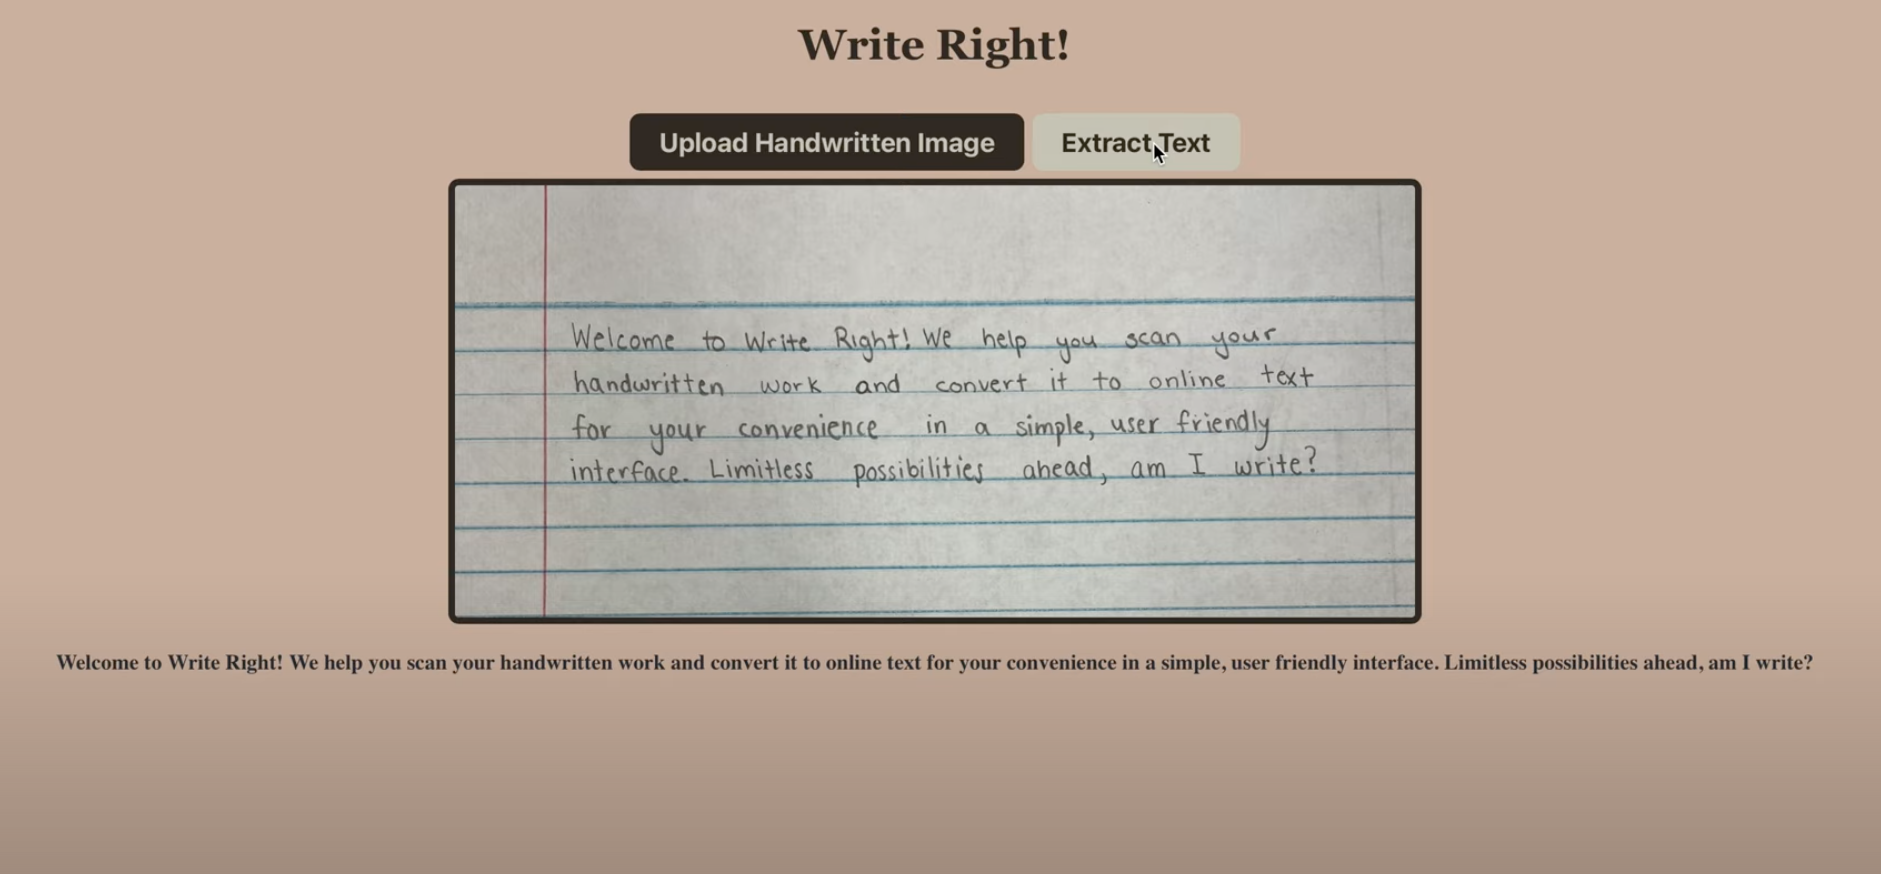 Write Right!
Upload Handwritten Image
Extract Text
Welcome to Write Right! We help you scan your
handwritten work and convert it to online text
for your convenience in a simple, user friendly
interface. Limitless possibilities ahead, am I write?
Welcome to Write Right! We help you scan your handwritten work and convert it to online text for your convenience in a simple, user friendly interface. Limitless possibilities ahead, am I write?